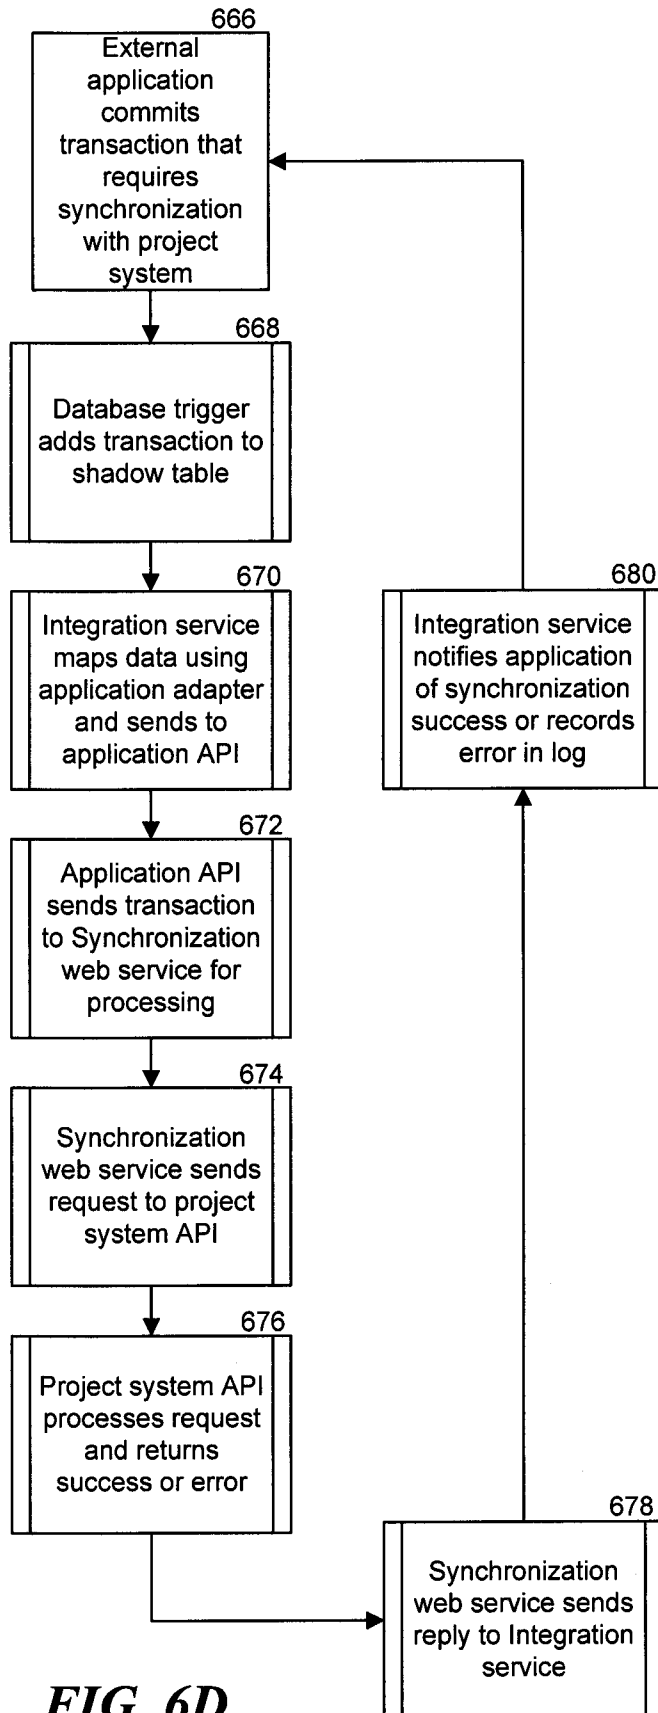 666
External
application
commits
transaction that
requires
synchronization
with project
system
668
Database trigger
adds transaction to
shadow table
670
Integration service
maps data using
application adapter
and sends to
application API
672
Application API
sends transaction
to Synchronization
web service for
processing
674
Synchronization
web service sends
request to project
system API
676
Project system API
processes request
and returns
success or error
678
Synchronization
web service sends
reply to Integration
service
680
Integration service
notifies application
of synchronization
success or records
error in log
FIG. 6D